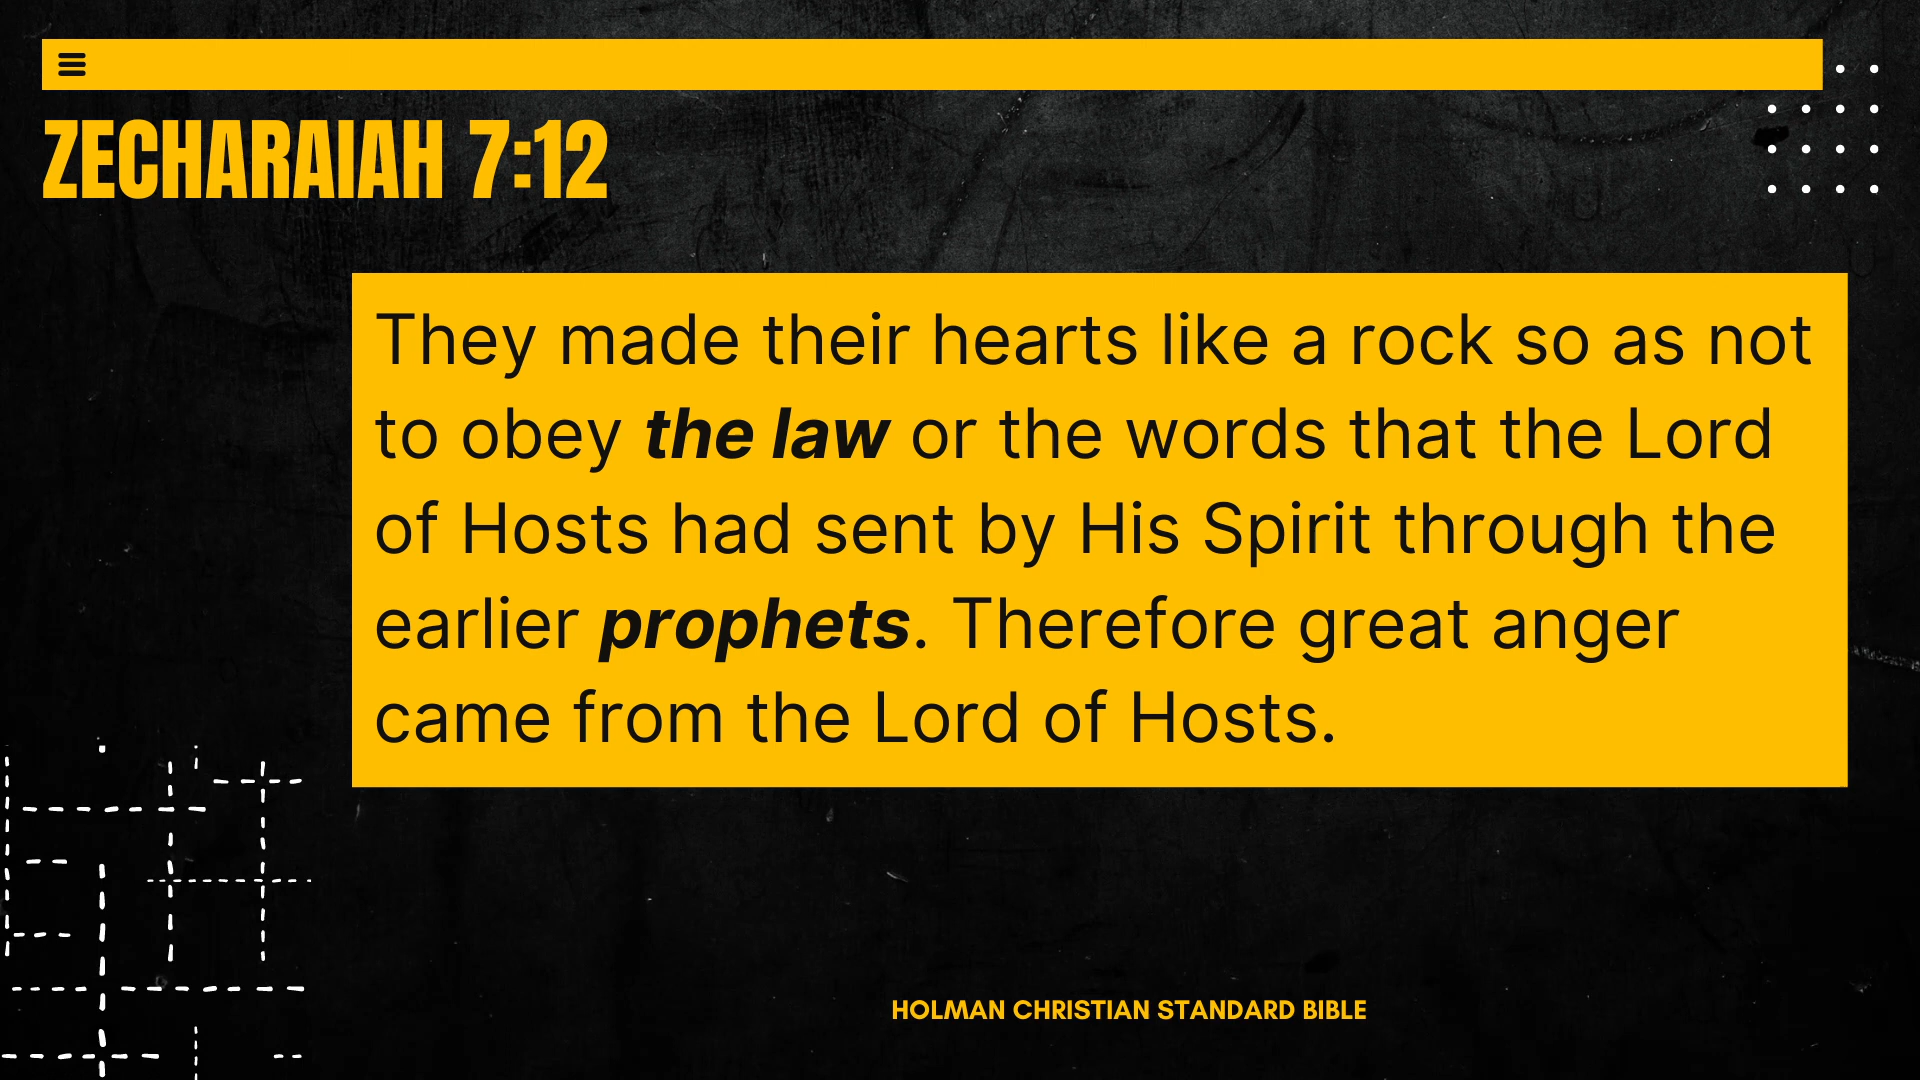 ZECHARAIAH 7:12
They made their hearts like a rock so as not
to obey the law or the words that the Lord
of Hosts had sent by His Spirit through the
earlier prophets. Therefore great anger
came from the Lord of Hosts.
HOLMAN CHRISTIAN STANDARD BIBLE